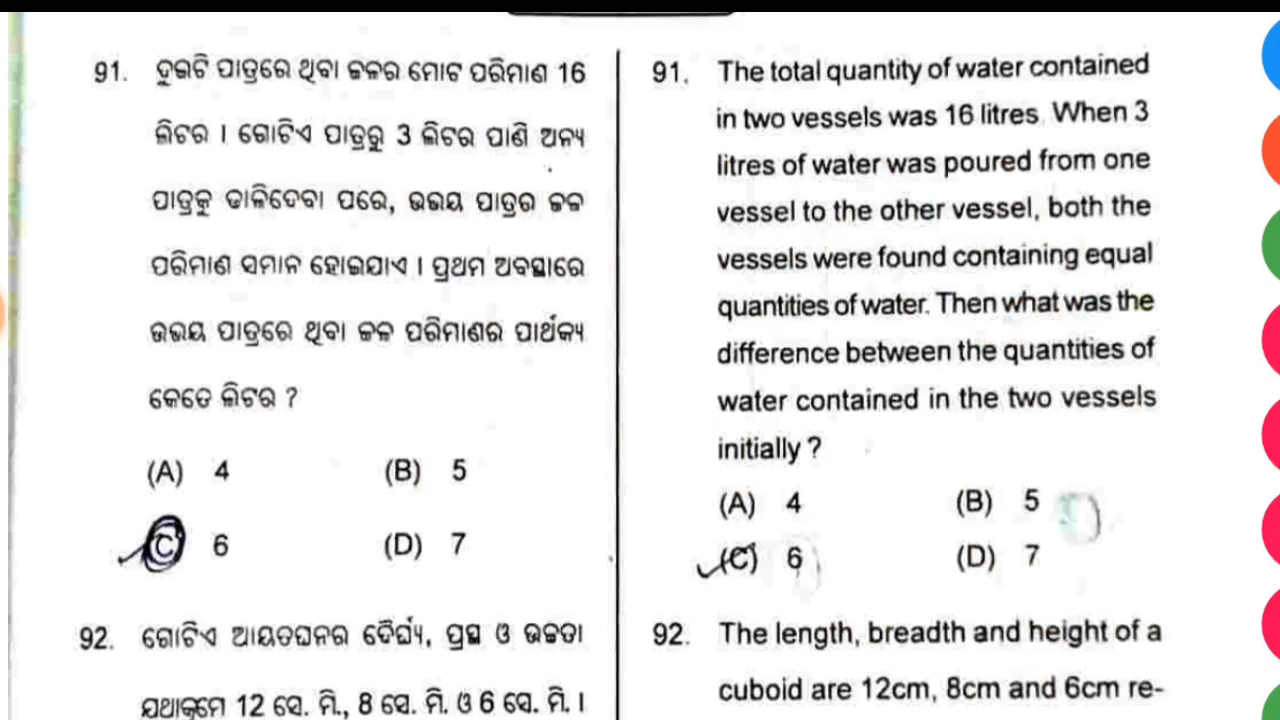 91. ଦୁଇଟି ପାତ୍ରରେ ଥିବା ଜଳର ମୋଟ ପରିମାଣ 16
ଲିଟର । ଗୋଟିଏ ପାତ୍ରରୁ 3 ଲିଟର ପାଣି ଅନ୍ୟ
ପାତ୍ରକୁ ଢାଳିଦେବା ପରେ, ଉଭୟ ପାତ୍ରର ଜଳ
ପରିମାଣ ସମାନ ହୋଇଯାଏ । ପ୍ରଥମ ଅବସ୍ଥାରେ
ଉଭୟ ପାତ୍ରରେ ଥିବା ଜଳ ପରିମାଣର ପାର୍ଥକ୍ୟ
କେତେ ଲିଟର ?
(A) 4 (B) 5
(C) 6 (D) 7
92. ଗୋଟିଏ ଆୟତଘନର ଦୈର୍ଘ୍ୟ, ପ୍ରସ୍ଥ ଓ ଉଚ୍ଚତା
ଯଥାକ୍ରମେ 12 ସେ. ମି., 8 ସେ. ମି. ଓ 6 ସେ. ମି. ।
91. The total quantity of water contained
in two vessels was 16 litres. When 3
litres of water was poured from one
vessel to the other vessel, both the
vessels were found containing equal
quantities of water. Then what was the
difference between the quantities of
water contained in the two vessels
initially ?
(A) 4 (B) 5
(C) 6 (D) 7
92. The length, breadth and height of a
cuboid are 12cm, 8cm and 6cm re-